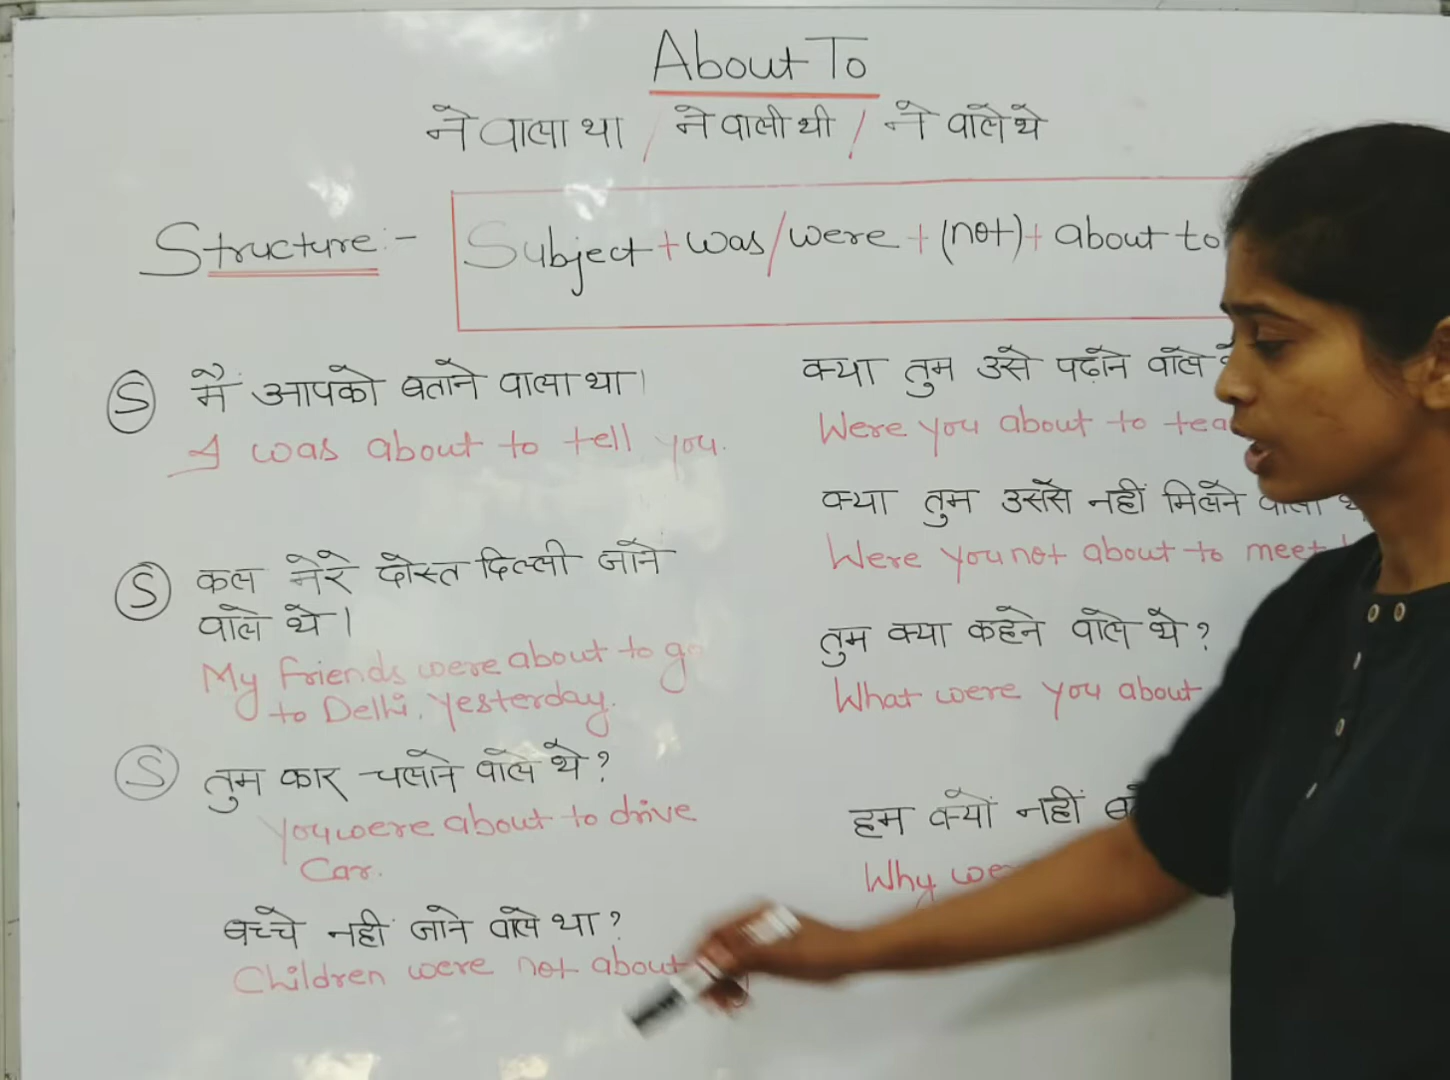 About To
ने वाला था / ने वाली थी / ने वाले थे
Structure :- Subject + was/were + (not) + about to
Ⓢ मैं आपको बताने वाला था।
I was about to tell you.
Ⓢ कल मेरे दोस्त दिल्ली जाने
वाले थे।
My friends were about to go
to Delhi, yesterday.
Ⓢ तुम कार चलाने वाले थे?
you were about to drive
Car.
बच्चे नहीं जाने वाले था?
Children were not about
क्या तुम उसे पढ़ाने वाले
Were you about to
क्या तुम उससे नहीं मिलने वाला
Were you not about to meet
तुम क्या कहने वाले थे?
What were you about
हम क्यों नहीं
Why